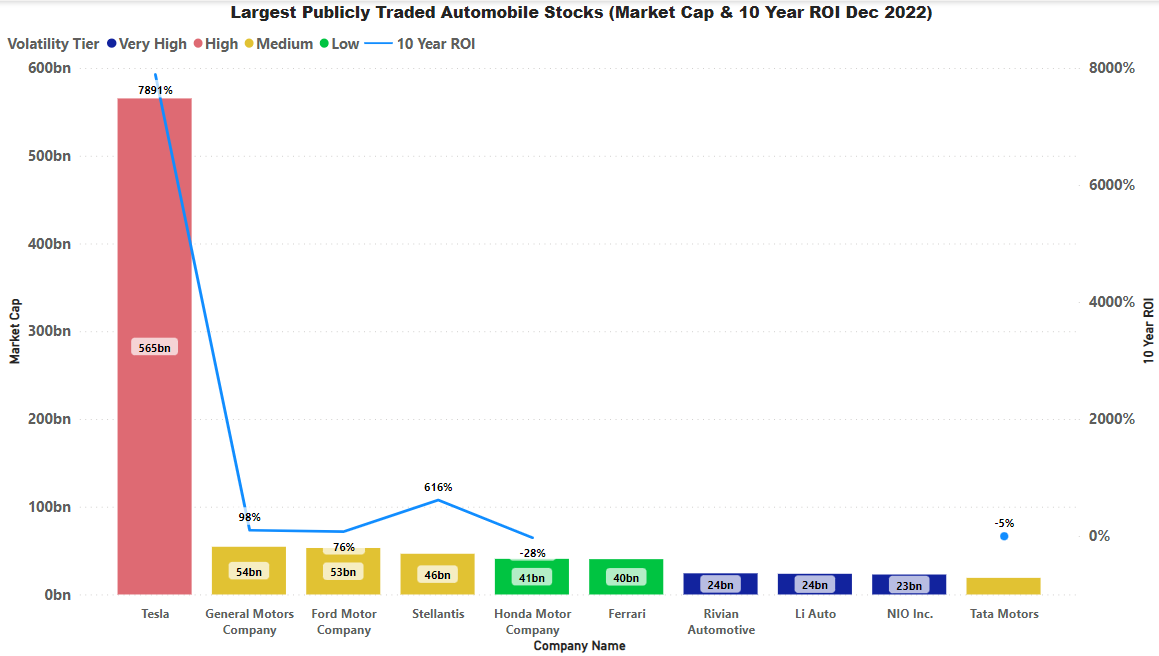 Largest Publicly Traded Automobile Stocks (Market Cap & 10 Year ROI Dec 2022)
Volatility Tier Very High High Medium Low 10 Year ROI
600bn
500bn
400bn
300bn
200bn
100bn
0bn
Market Cap
8000%
6000%
4000%
2000%
0%
10 Year ROI
7891%
98%
76%
616%
-28%
-5%
565bn
54bn
53bn
46bn
41bn
40bn
24bn
24bn
23bn
Tesla
General Motors
Company
Ford Motor
Company
Stellantis
Honda Motor
Company
Ferrari
Rivian
Automotive
Li Auto
NIO Inc.
Tata Motors
Company Name